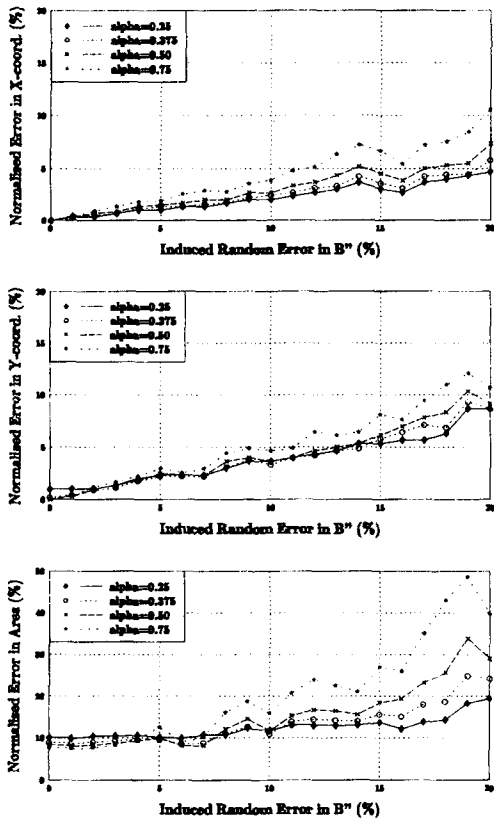 20
15
10
5
0
Normalised Error in X-coord. (%)
alpha=0.25
alpha=0.375
alpha=0.50
alpha=0.75
0 5 10 15 20
Induced Random Error in B" (%)
20
15
10
5
0
Normalised Error in Y-coord. (%)
alpha=0.25
alpha=0.375
alpha=0.50
alpha=0.75
0 5 10 15 20
Induced Random Error in B" (%)
50
40
30
20
10
0
Normalised Error in Area (%)
alpha=0.25
alpha=0.375
alpha=0.50
alpha=0.75
0 5 10 15 20
Induced Random Error in B" (%)